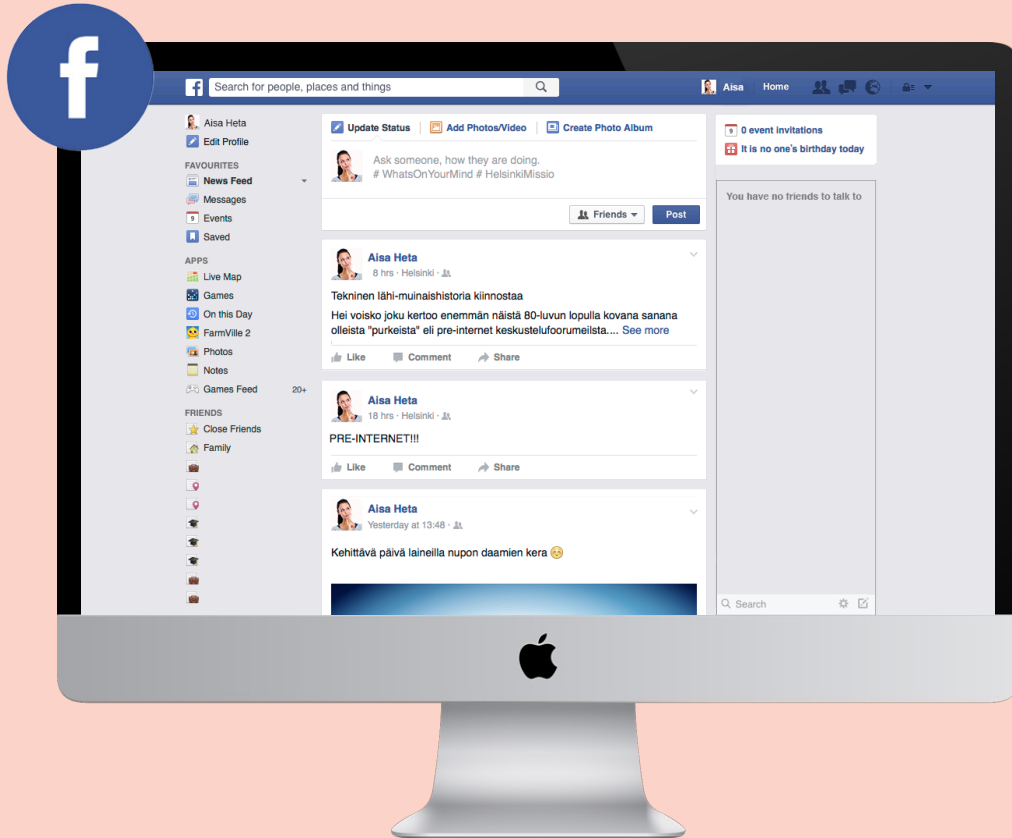 f
f Search for people, places and things
Aisa Home
Aisa Heta
Edit Profile
FAVOURITES
News Feed
Messages
9 Events
Saved
APPS
Live Map
Games
On this Day
FarmVille 2
Photos
Notes
Games Feed 20+
FRIENDS
Close Friends
Family
Update Status Add Photos/Video Create Photo Album
Ask someone, how they are doing.
# WhatsOnYourMind # HelsinkiMissio
Friends Post
Aisa Heta
8 hrs · Helsinki ·
Tekninen lähi-muinaishistoria kiinnostaa
Hei voisko joku kertoo enemmän näistä 80-luvun lopulla kovana sanana
olleista "purkeista" eli pre-internet keskustelufoorumeilsta.... See more
Like Comment Share
Aisa Heta
18 hrs · Helsinki ·
PRE-INTERNET!!!
Like Comment Share
Aisa Heta
Yesterday at 13:48 ·
Kehittävä päivä laineilla nupon daamien kera ☺
9 0 event invitations
It is no one's birthday today
You have no friends to talk to
Search